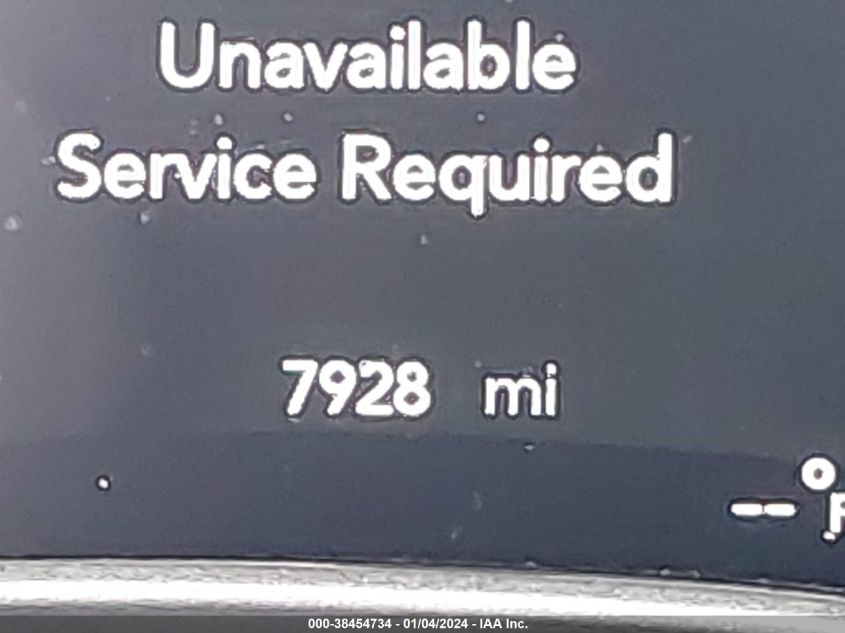 Unavailable
Service Required
7928 mi
--°F
000-38454734 - 01/04/2024 - IAA Inc.